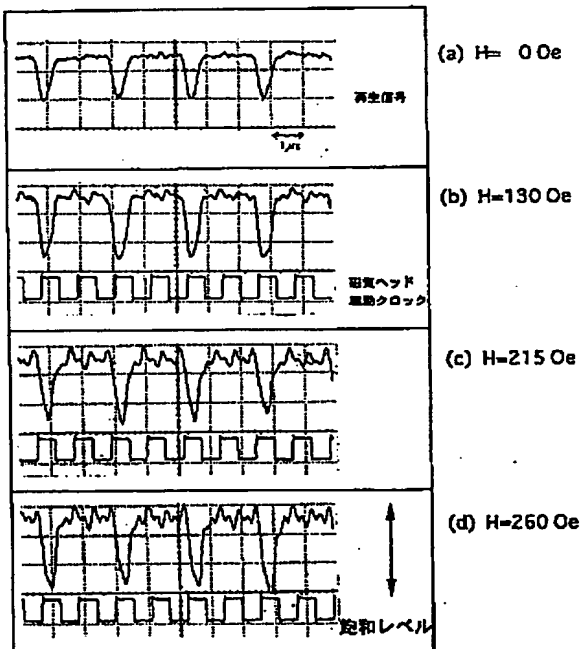 (a) H= 0 Oe
再生信号
1μs
(b) H=130 Oe
磁気ヘッド
駆動クロック
(c) H=215 Oe
(d) H=260 Oe
飽和レベル